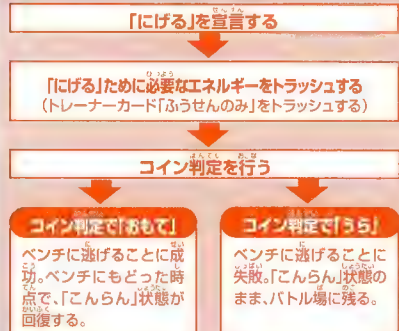 「にげる」を宣言する
「にげる」ために必要なエネルギーをトラッシュする
(トレーナーカード「ふうせんのみ」をトラッシュする)
コイン判定を行う
コイン判定で「おもて」
ベンチに逃げることに成
功。ベンチにもどった時
点で、「こんらん」状態が
回復する。
コイン判定で「うら」
ベンチに逃げることに
失敗。「こんらん」状態の
まま、バトル場に残る。